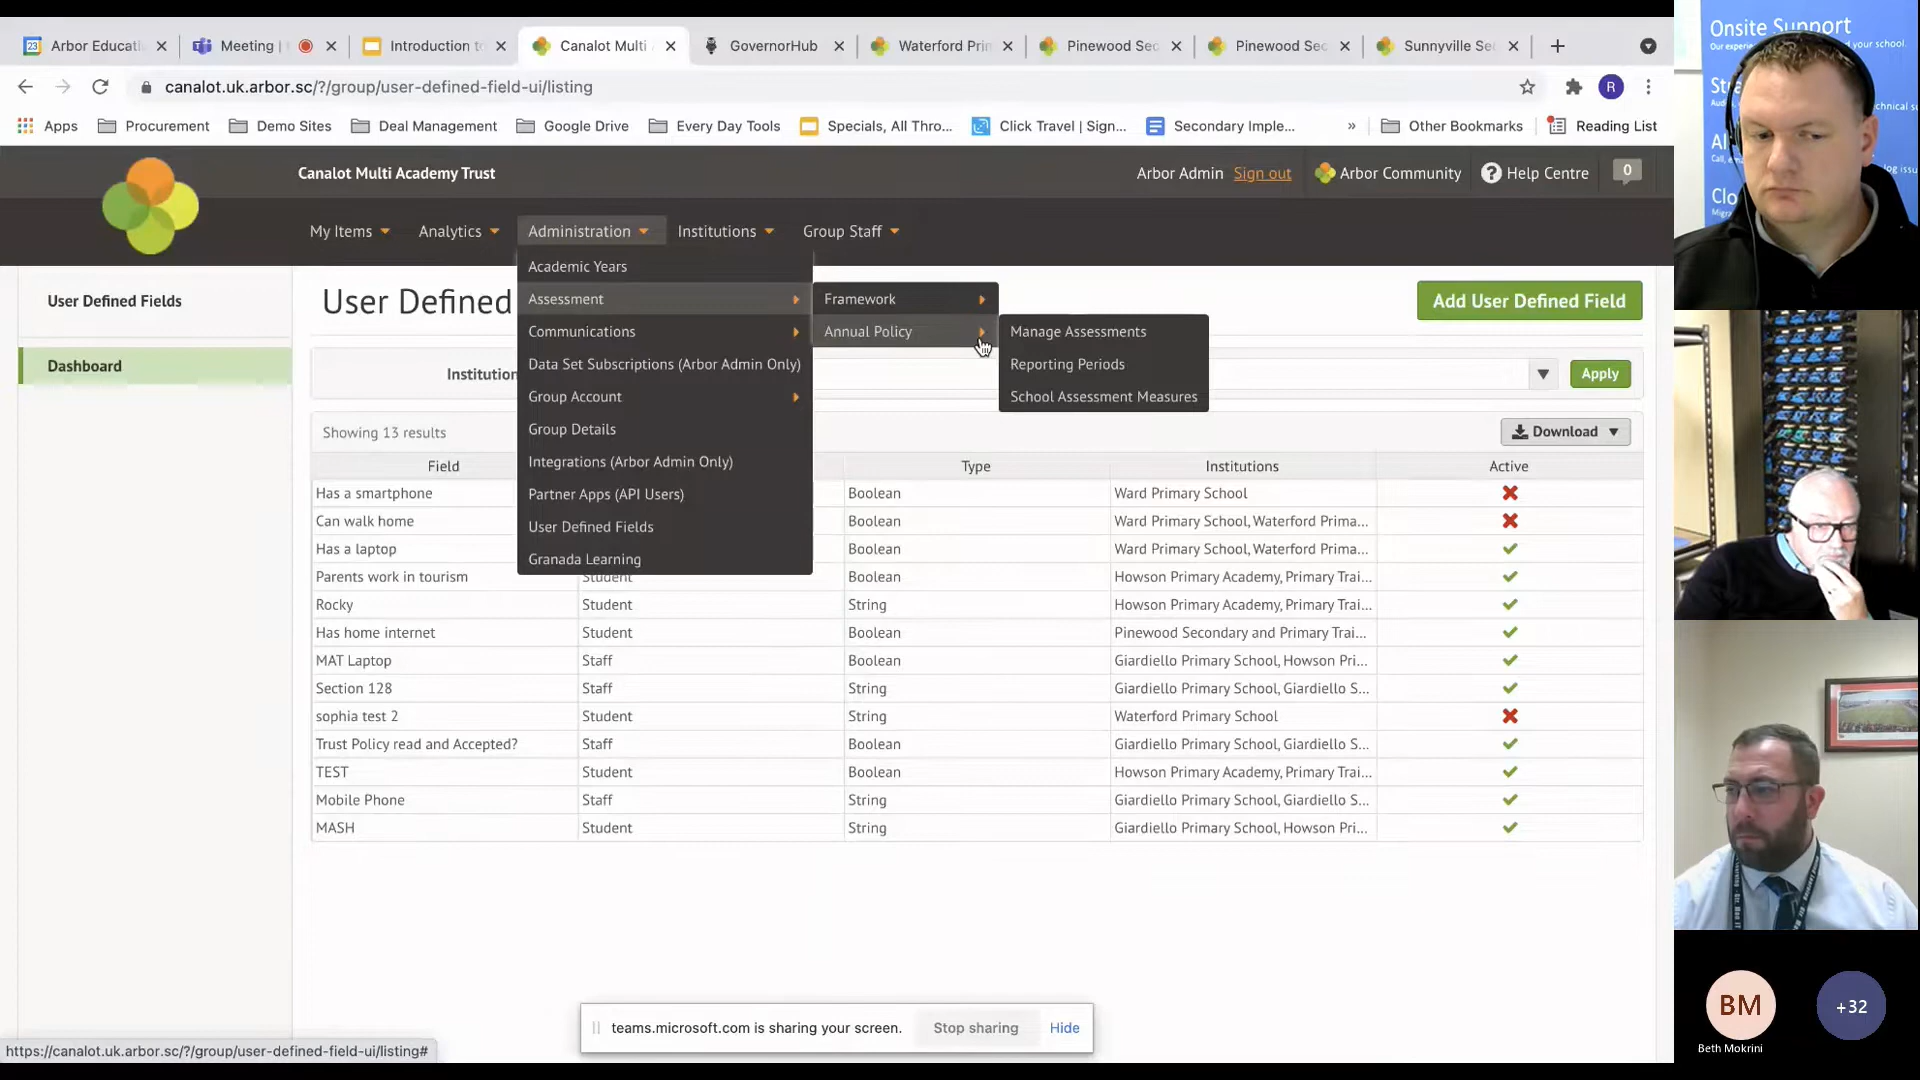 Arbor Educati
Meeting |
Introduction to
Canalot Multi
GovernorHub
Waterford Prim
Pinewood Sec
Pinewood Sec
Sunnyville Sec
canalot.uk.arbor.sc/?/group/user-defined-field-ui/listing
R
Apps
Procurement
Demo Sites
Deal Management
Google Drive
Every Day Tools
Specials, All Thro...
Click Travel | Sign...
Secondary Imple...
»
Other Bookmarks
Reading List
Canalot Multi Academy Trust
Arbor Admin
Sign out
Arbor Community
Help Centre
0
My Items
Analytics
Administration
Institutions
Group Staff
User Defined Fields
Dashboard
User Defined
Add User Defined Field
Academic Years
Assessment
Communications
Data Set Subscriptions (Arbor Admin Only)
Group Account
Group Details
Integrations (Arbor Admin Only)
Partner Apps (API Users)
User Defined Fields
Granada Learning
Framework
Annual Policy
Manage Assessments
Reporting Periods
School Assessment Measures
Institution
Apply
Showing 13 results
Download
Field Type Institutions Active
Has a smartphone Boolean Ward Primary School
Can walk home Boolean Ward Primary School, Waterford Prima...
Has a laptop Boolean Ward Primary School, Waterford Prima...
Parents work in tourism Student Boolean Howson Primary Academy, Primary Trai...
Rocky Student String Howson Primary Academy, Primary Trai...
Has home internet Student Boolean Pinewood Secondary and Primary Trai...
MAT Laptop Staff Boolean Giardiello Primary School, Howson Pri...
Section 128 Staff String Giardiello Primary School, Giardiello S...
sophia test 2 Student String Waterford Primary School
Trust Policy read and Accepted? Staff Boolean Giardiello Primary School, Giardiello S...
TEST Student Boolean Howson Primary Academy, Primary Trai...
Mobile Phone Staff String Giardiello Primary School, Giardiello S...
MASH Student String Giardiello Primary School, Howson Pri...
teams.microsoft.com is sharing your screen.
Stop sharing
Hide
https://canalot.uk.arbor.sc/?/group/user-defined-field-ui/listing#
Onsite Support
Our experie
your school.
BM
+32
Beth Mokrini